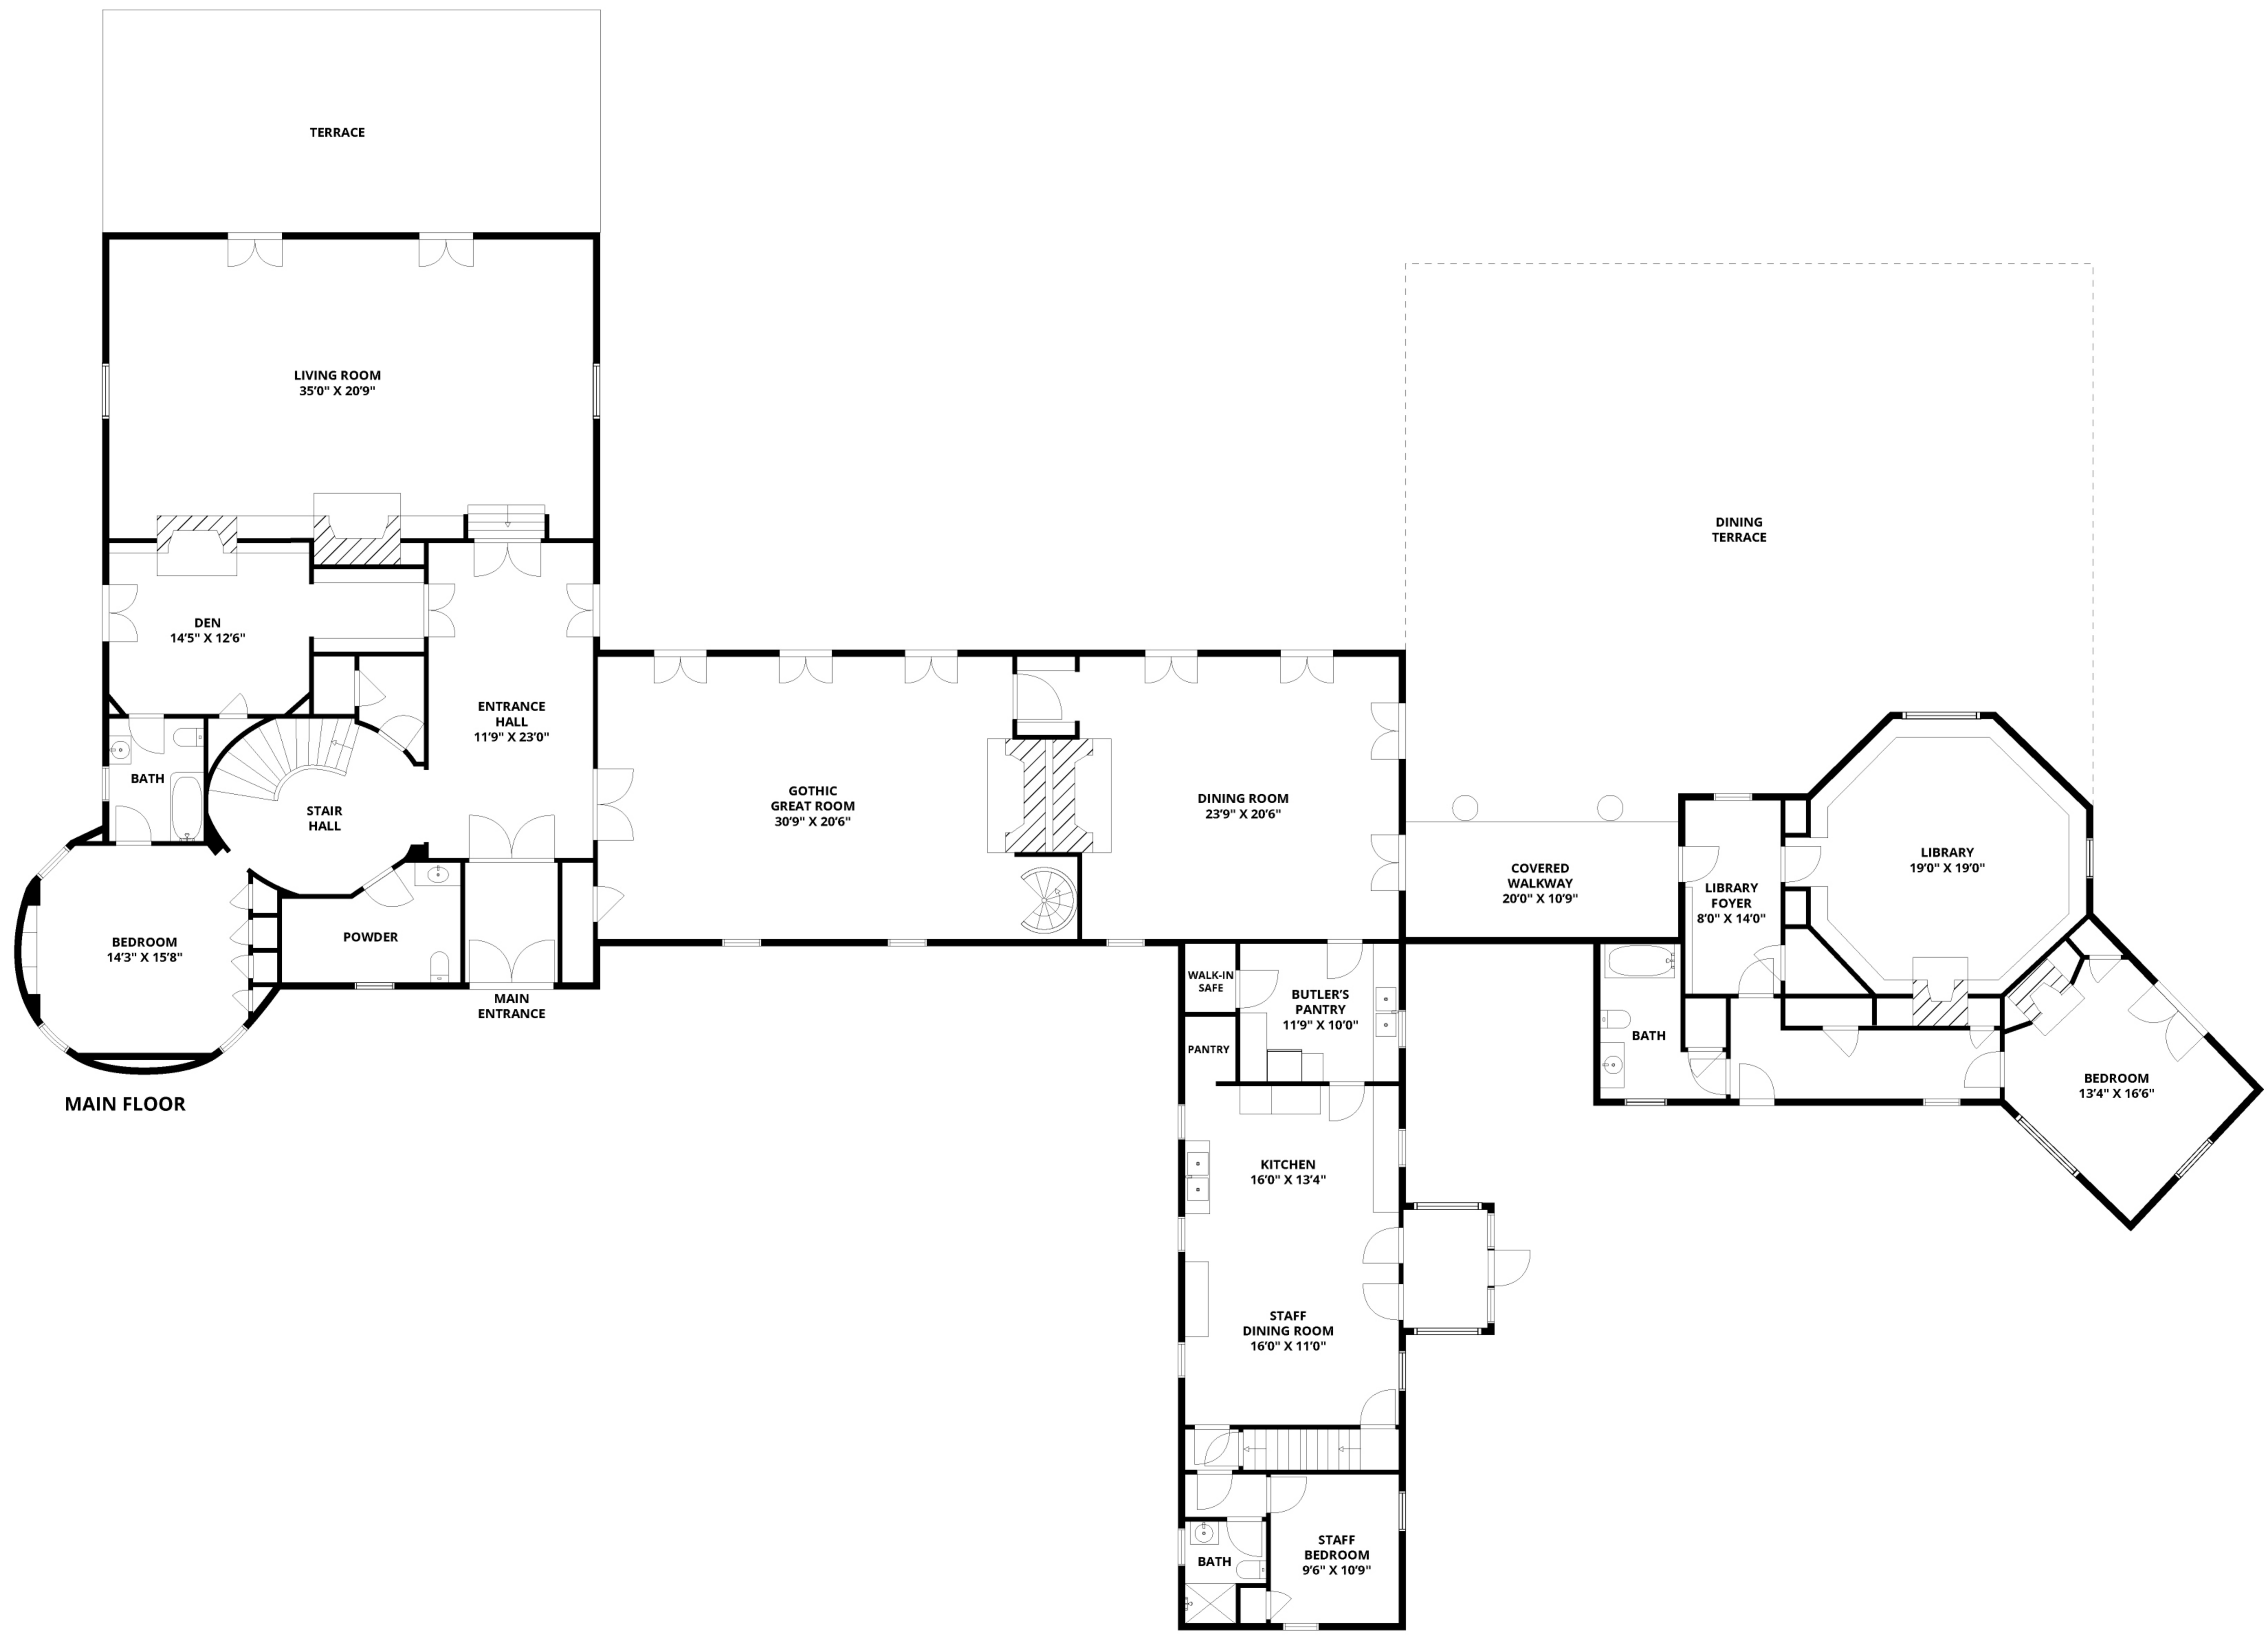 TERRACE
LIVING ROOM
35'0" X 20'9"
DINING
TERRACE
DEN
14'5" X 12'6"
ENTRANCE
HALL
11'9" X 23'0"
BATH
STAIR
HALL
GOTHIC
GREAT ROOM
30'9" X 20'6"
DINING ROOM
23'9" X 20'6"
COVERED
WALKWAY
20'0" X 10'9"
LIBRARY
FOYER
8'0" X 14'0"
LIBRARY
19'0" X 19'0"
BEDROOM
14'3" X 15'8"
POWDER
MAIN
ENTRANCE
WALK-IN
SAFE
BUTLER'S
PANTRY
11'9" X 10'0"
PANTRY
BATH
BEDROOM
13'4" X 16'6"
MAIN FLOOR
KITCHEN
16'0" X 13'4"
STAFF
DINING ROOM
16'0" X 11'0"
STAFF
BEDROOM
9'6" X 10'9"
BATH